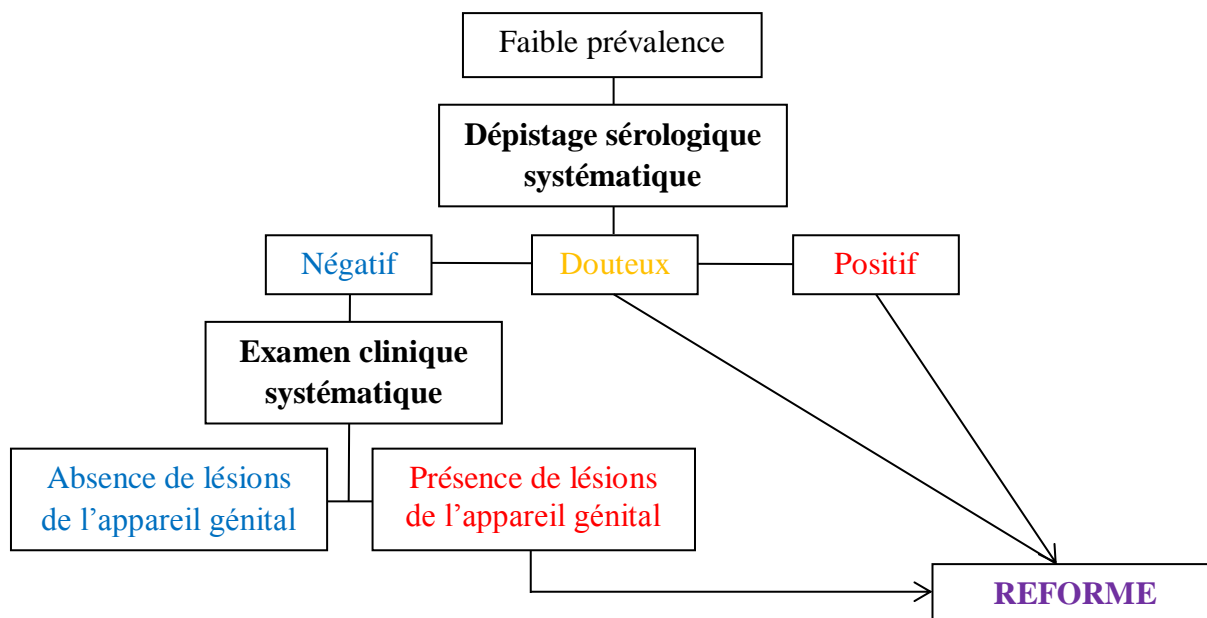 Faible prévalence
Dépistage sérologique
systématique
Négatif
Douteux
Positif
Examen clinique
systématique
Absence de lésions
de l'appareil génital
Présence de lésions
de l'appareil génital
REFORME